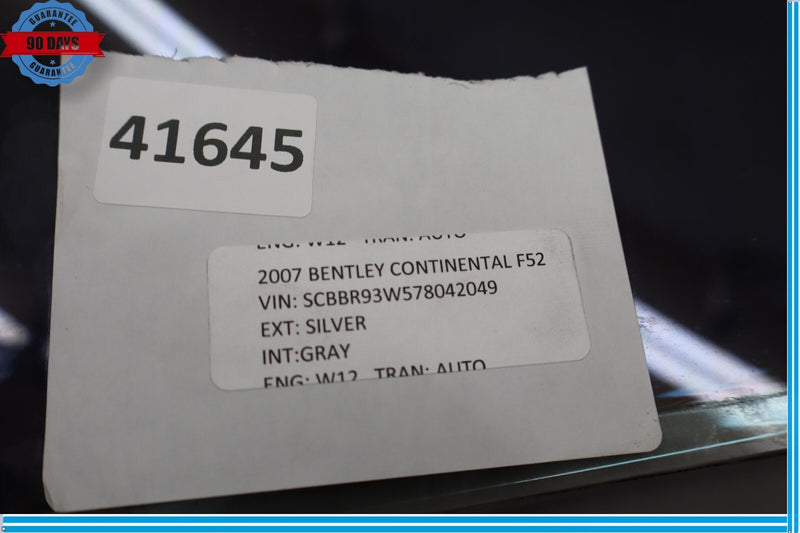 GUARANTEE
90 DAYS
GUARANTEE
41645
ENG: W12 TRAN: AUTO
2007 BENTLEY CONTINENTAL F52
VIN: SCBBR93W578042049
EXT: SILVER
INT:GRAY
ENG: W12 TRAN: AUTO